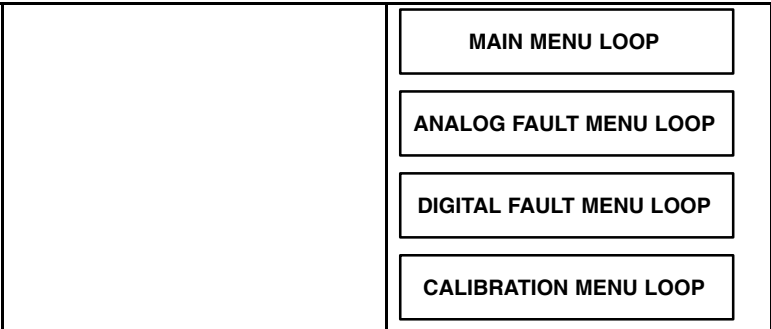 MAIN MENU LOOP
ANALOG FAULT MENU LOOP
DIGITAL FAULT MENU LOOP
CALIBRATION MENU LOOP